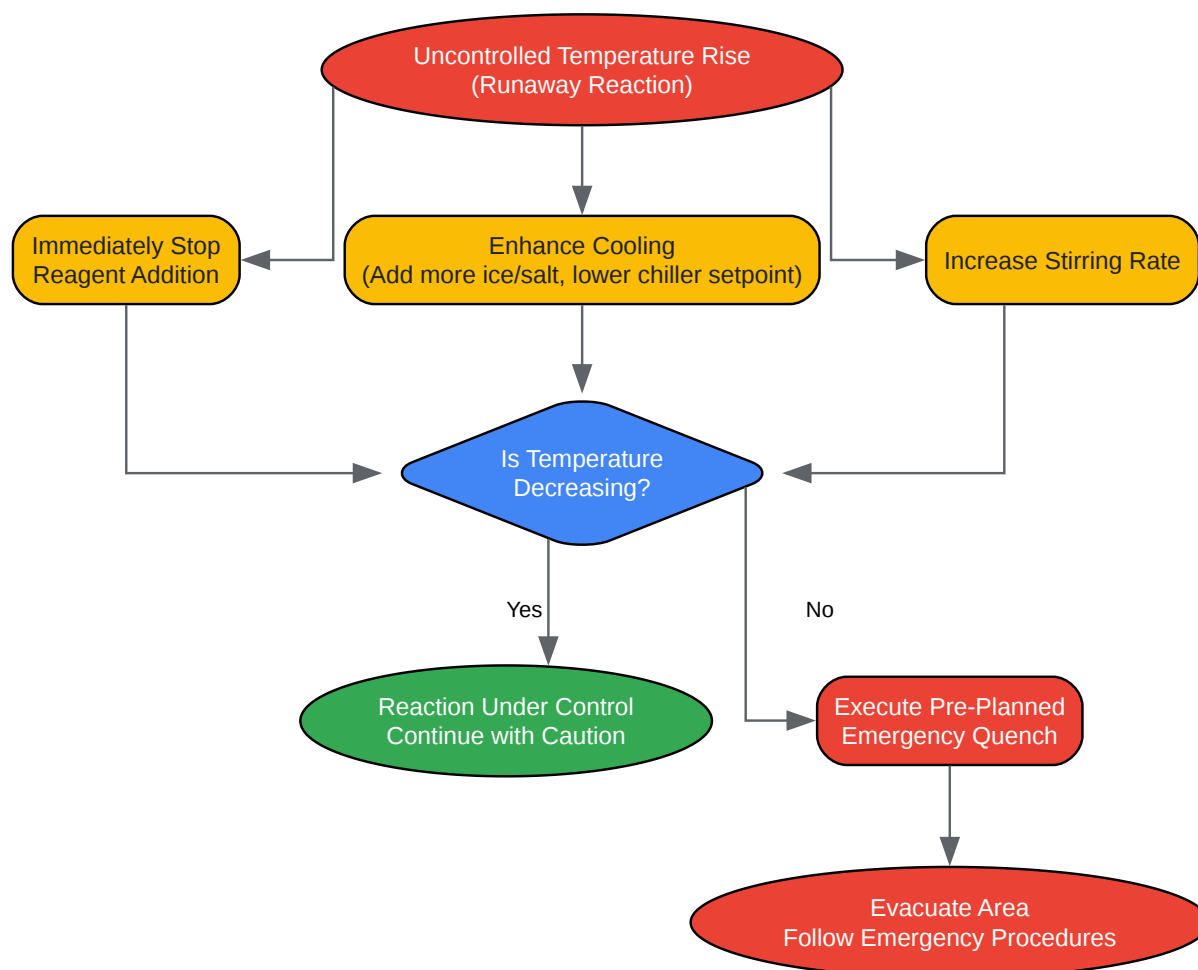 Uncontrolled Temperature Rise
(Runaway Reaction)
Immediately Stop
Reagent Addition
Enhance Cooling
(Add more ice/salt, lower chiller setpoint)
Increase Stirring Rate
Is Temperature
Decreasing?
Yes
No
Reaction Under Control
Continue with Caution
Execute Pre-Planned
Emergency Quench
Evacuate Area
Follow Emergency Procedures